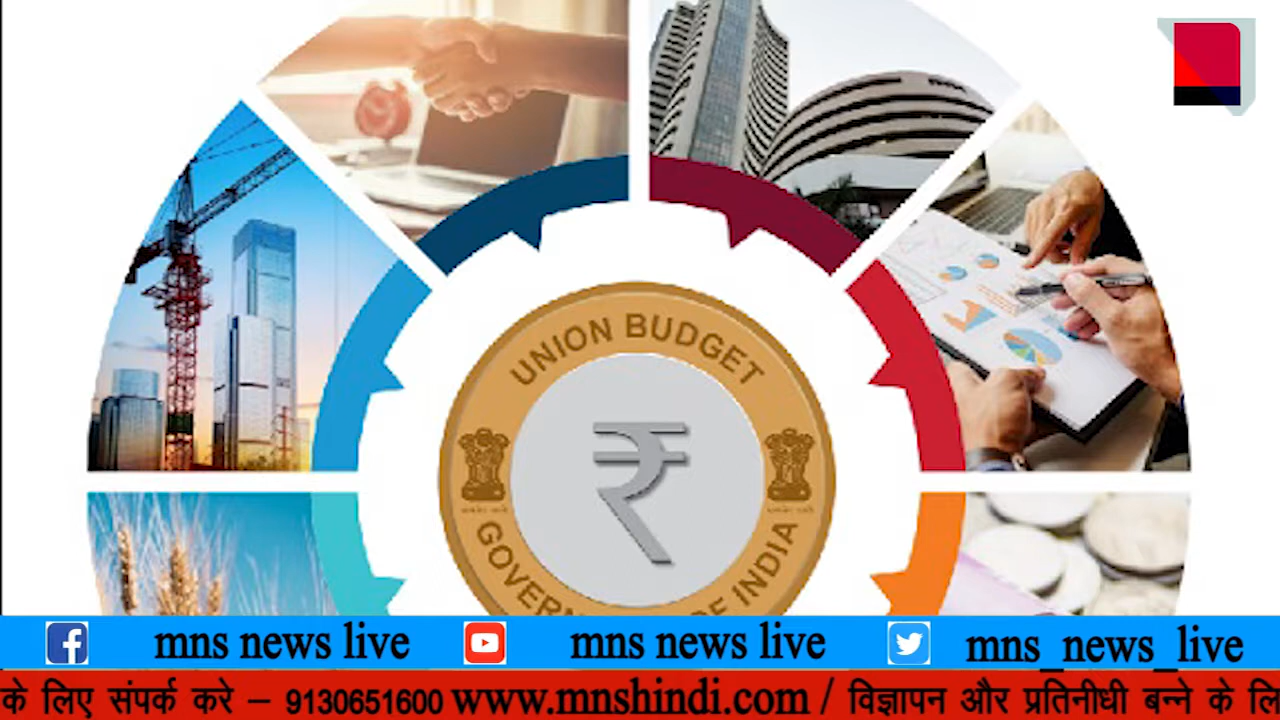 UNION BUDGET
GOVERNMENT OF INDIA
mns news live mns news live mns_news_live
के लिए संपर्क करे – 9130651600 www.mnshindi.com / विज्ञापन और प्रतिनीधी बन्ने के लि